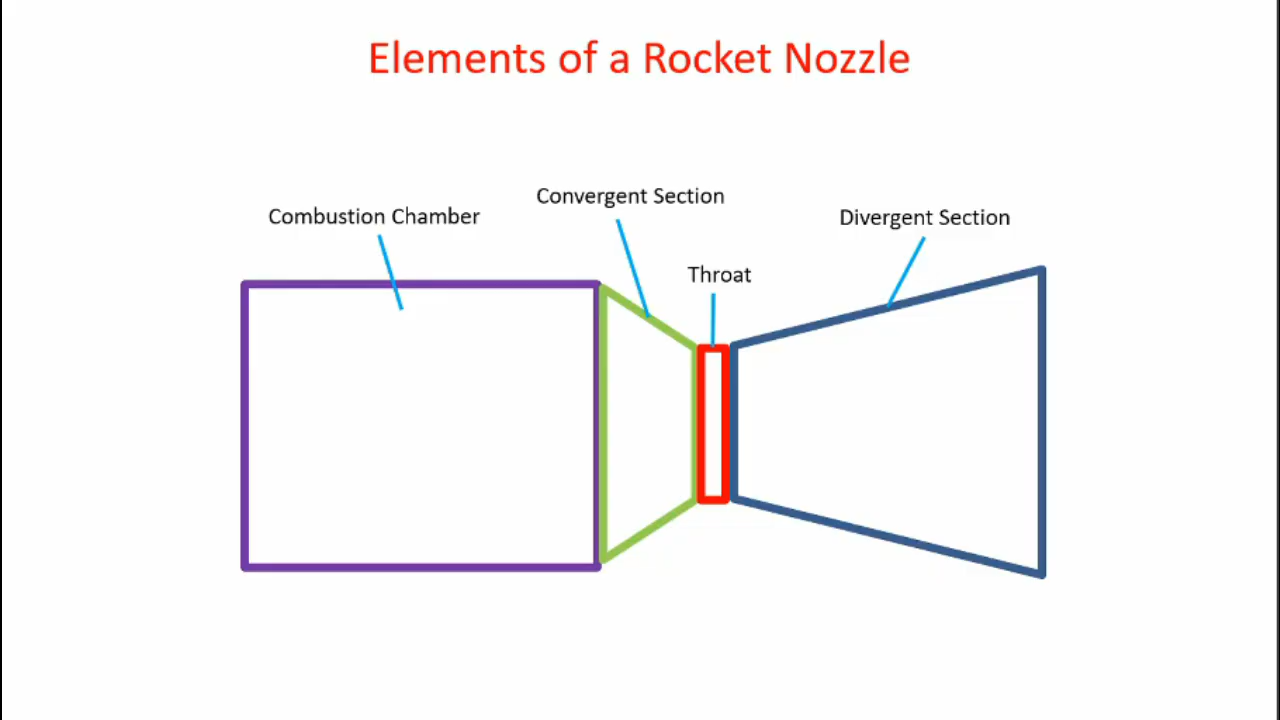 Elements of a Rocket Nozzle
Convergent Section
Combustion Chamber
Divergent Section
Throat